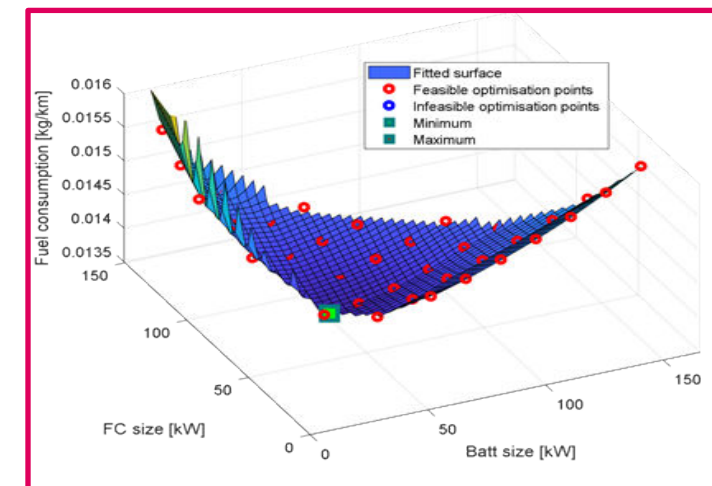 Fitted surface
Feasible optimisation points
Infeasible optimisation points
Minimum
Maximum
Fuel consumption [kg/km]
0.016
0.0155
0.015
0.0145
0.014
0.0135
150
100
50
0
FC size [kW]
0
50
100
150
Batt size [kW]